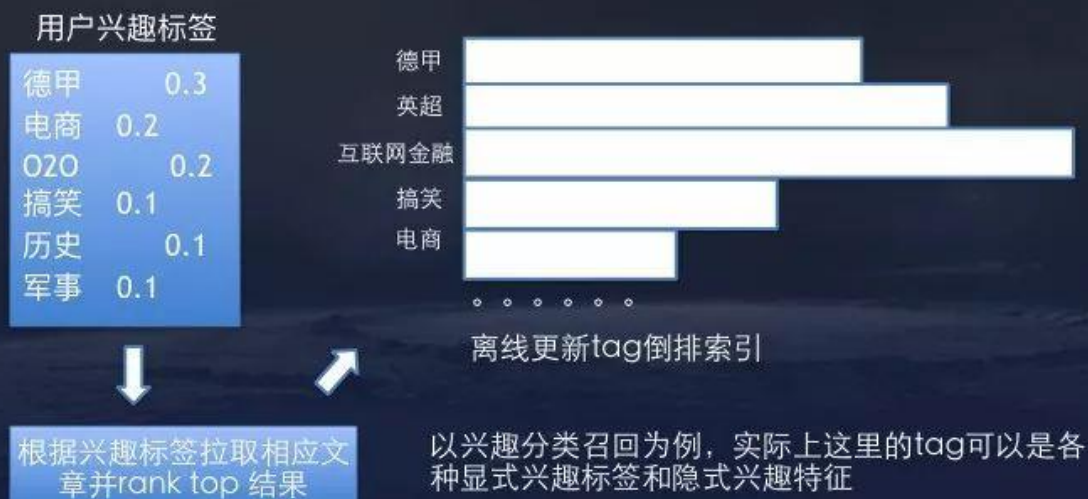 用户兴趣标签
德甲 0.3
电商 0.2
O2O 0.2
搞笑 0.1
历史 0.1
军事 0.1
德甲
英超
互联网金融
搞笑
电商
。。。。。。
离线更新tag倒排索引
根据兴趣标签拉取相应文
章并rank top 结果
以兴趣分类召回为例，实际上这里的tag可以是各
种显式兴趣标签和隐式兴趣特征